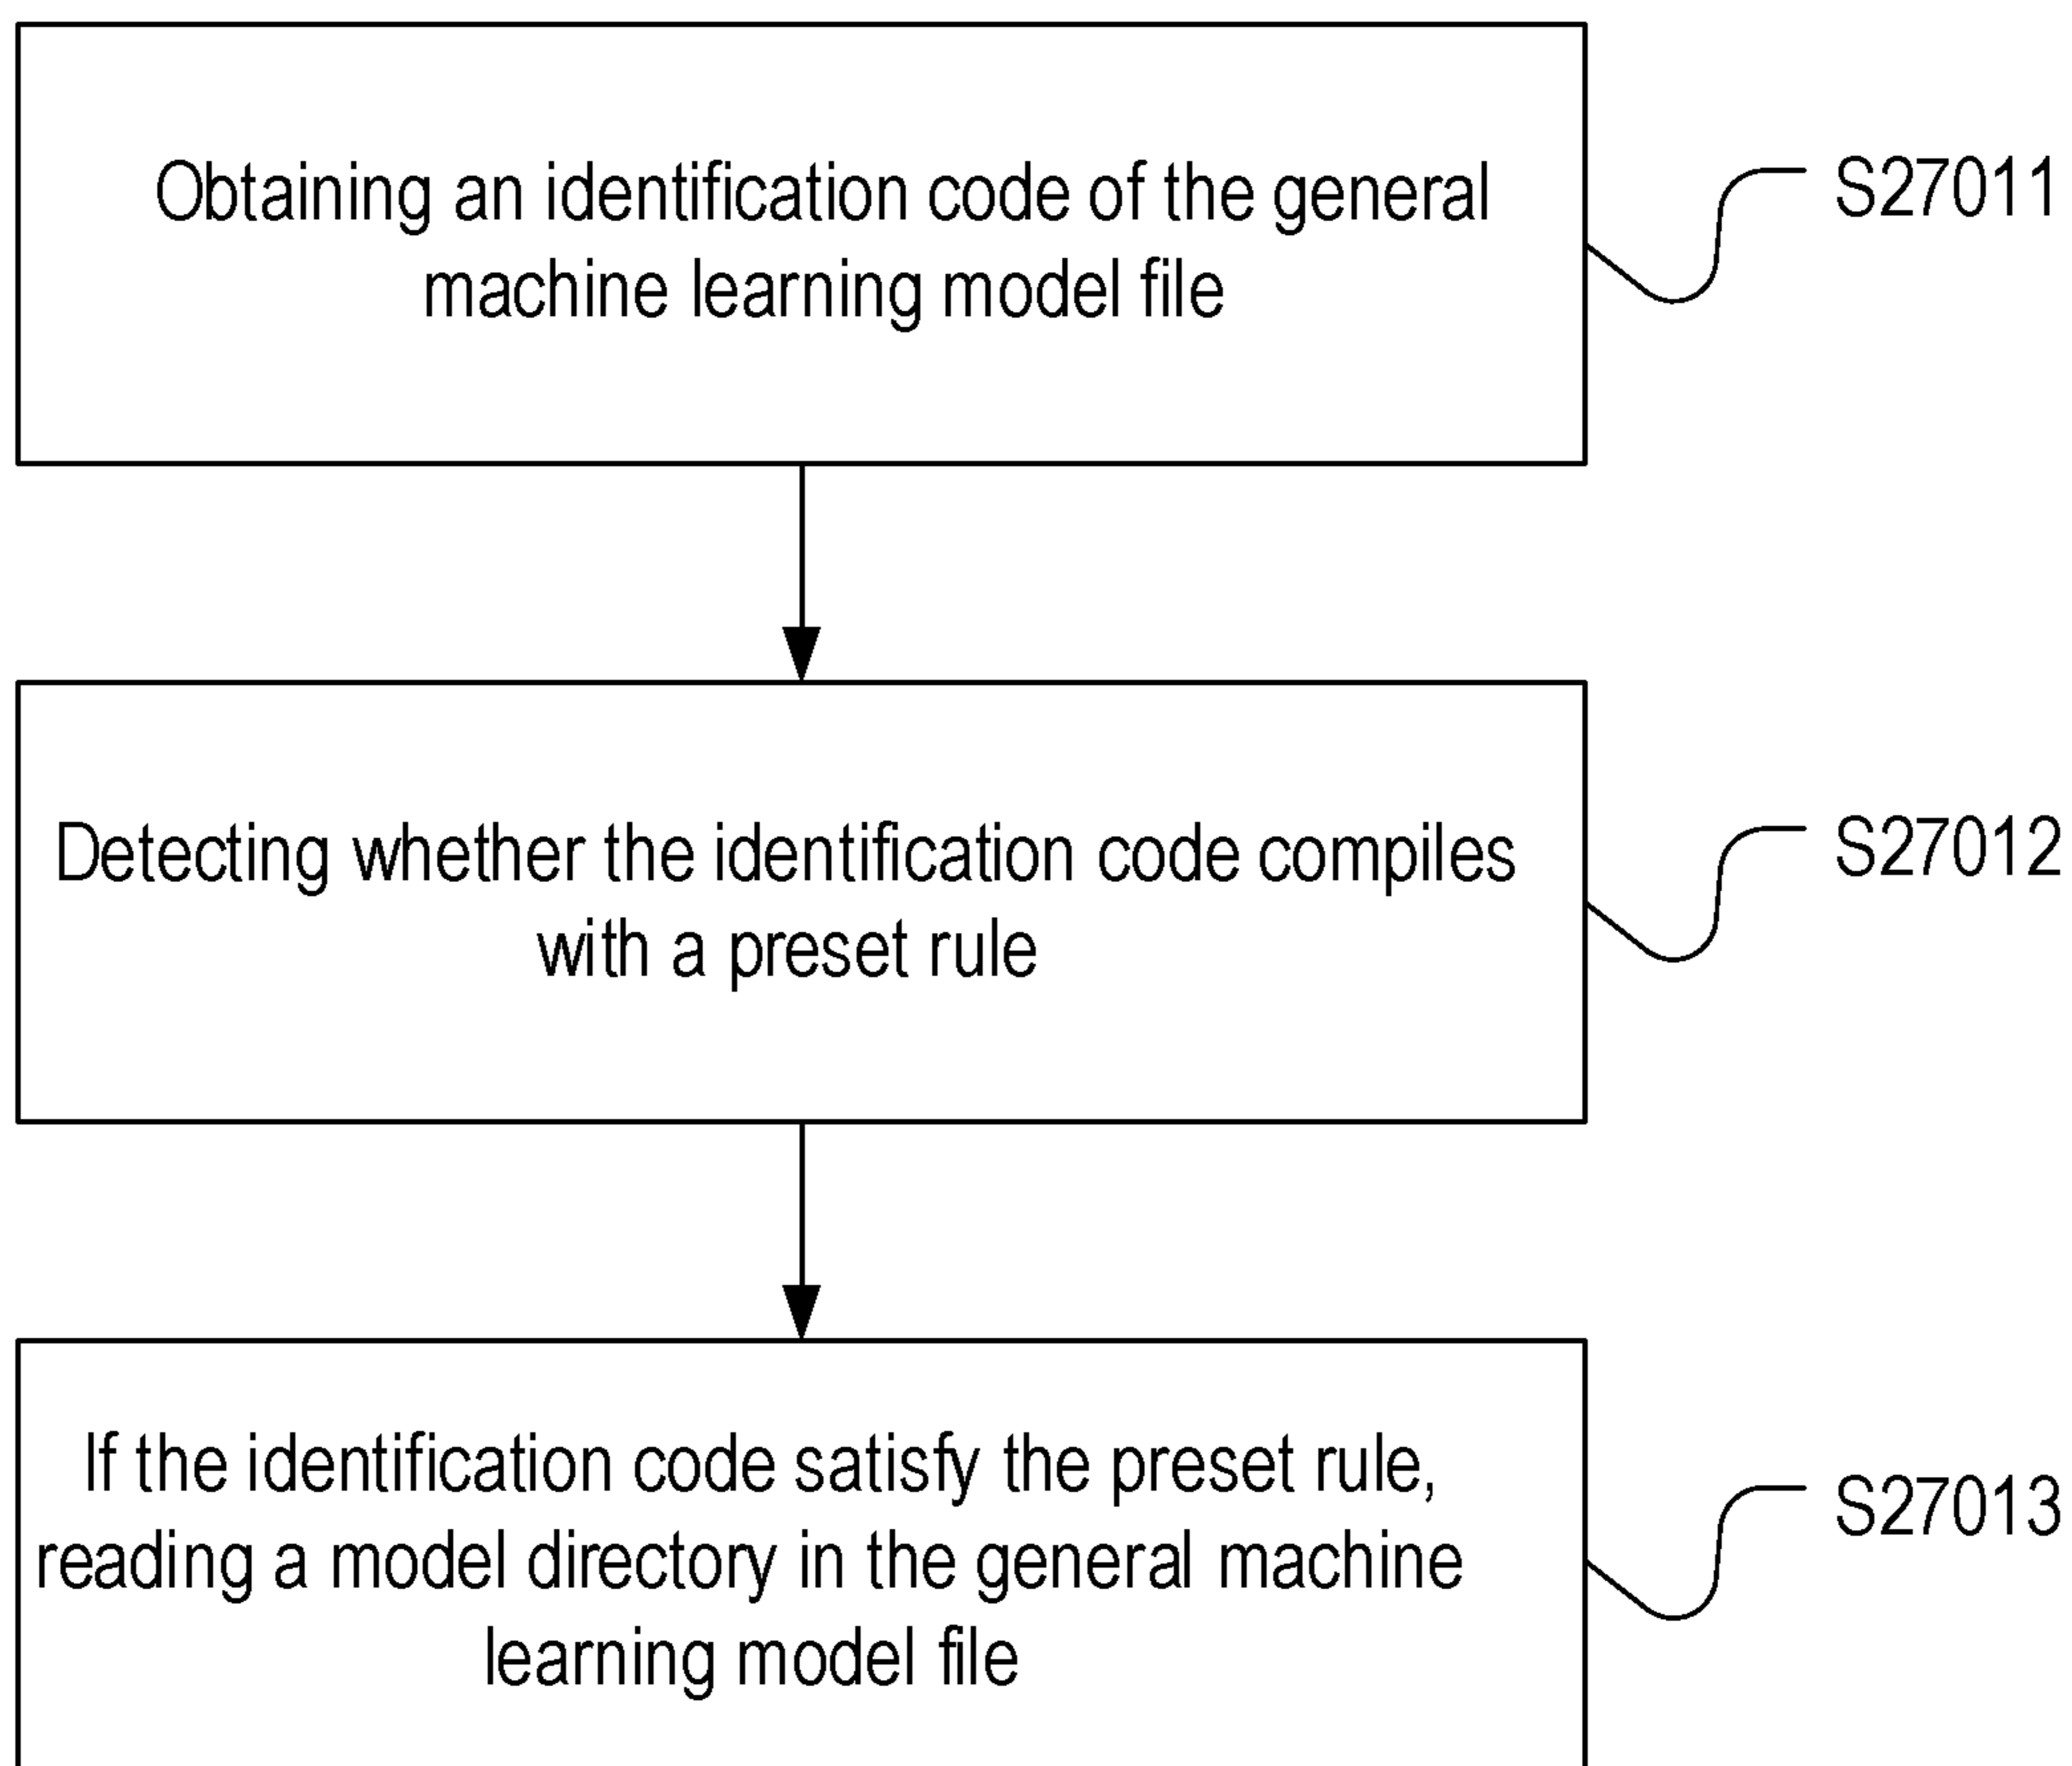 Obtaining an identification code of the general
machine learning model file
S27011
Detecting whether the identification code compiles
with a preset rule
S27012
If the identification code satisfy the preset rule,
reading a model directory in the general machine
learning model file
S27013